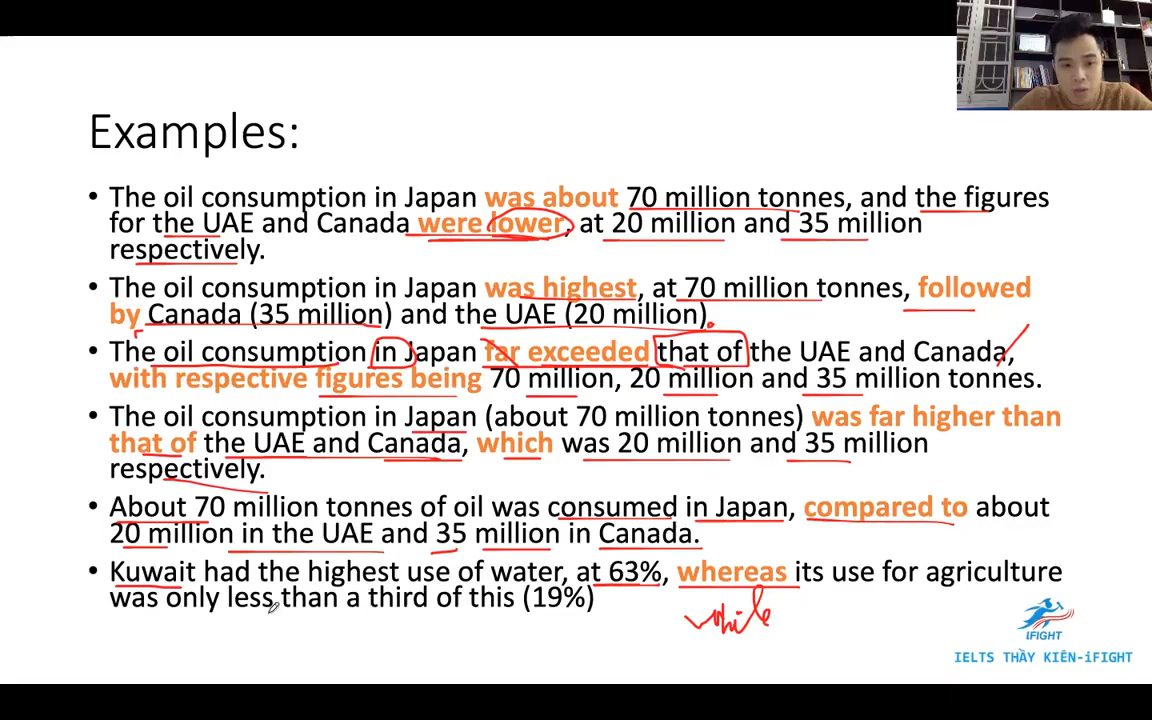 Examples:
• The oil consumption in Japan was about 70 million tonnes, and the figures
for the UAE and Canada were lower, at 20 million and 35 million
respectively.
• The oil consumption in Japan was highest, at 70 million tonnes, followed
by Canada (35 million) and the UAE (20 million).
• The oil consumption in Japan far exceeded that of the UAE and Canada,
with respective figures being 70 million, 20 million and 35 million tonnes.
• The oil consumption in Japan (about 70 million tonnes) was far higher than
that of the UAE and Canada, which was 20 million and 35 million
respectively.
• About 70 million tonnes of oil was consumed in Japan, compared to about
20 million in the UAE and 35 million in Canada.
• Kuwait had the highest use of water, at 63%, whereas its use for agriculture
was only less than a third of this (19%)
while
iFIGHT
IELTS THẦY KIÊN-iFIGHT